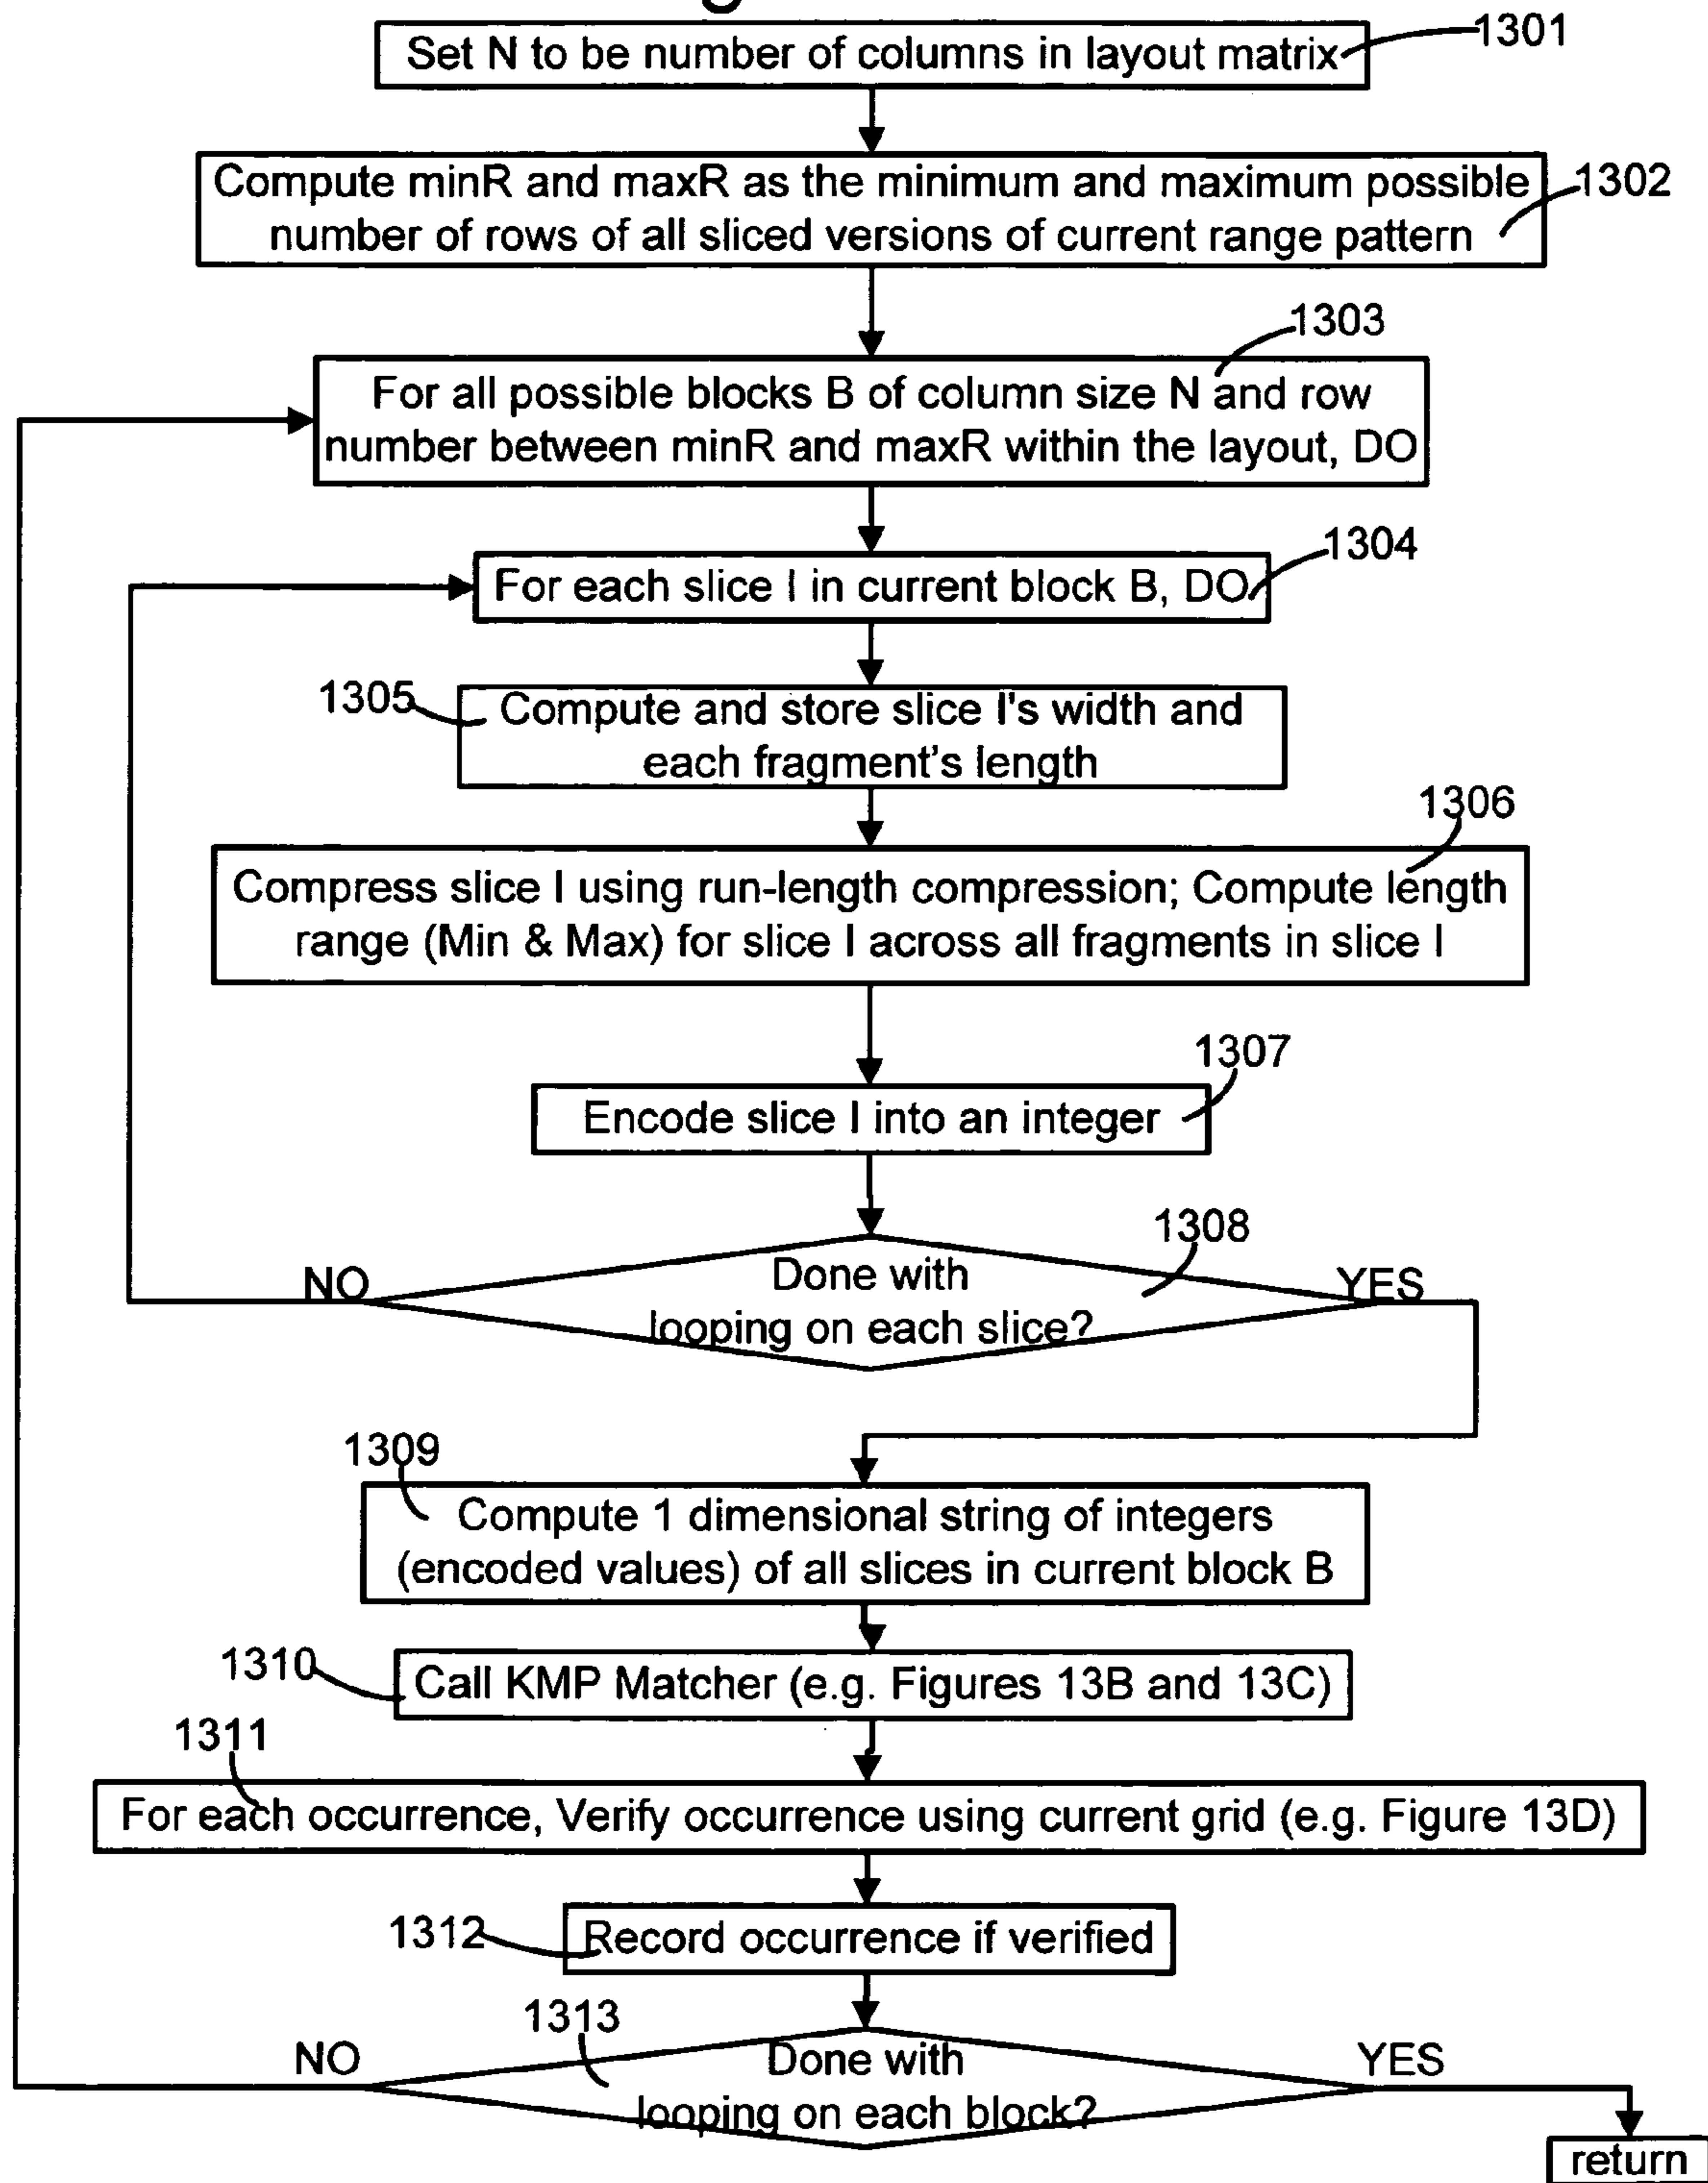 1301
Set N to be number of columns in layout matrix
Compute minR and maxR as the minimum and maximum possible
1302
number of rows of all sliced versions of current range pattern
1303
For all possible blocks B of column size N and row
number between minR and maxR within the layout, DO
1304
For each slice I in current block B, DO
1305
Compute and store slice I's width and
each fragment's length
1306
Compress slice I using run-length compression; Compute length
range (Min & Max) for slice I across all fragments in slice I
1307
Encode slice I into an integer
1308
Done with
NO
YES
looping on each slice?
1309
Compute 1 dimensional string of integers
(encoded values) of all slices in current block B
1310
Call KMP Matcher (e.g. Figures 13B and 13C)
1311
For each occurrence, Verify occurrence using current grid (e.g. Figure 13D)
1312
Record occurrence if verified
1313
NO
Done with
YES
looping on each block?
return